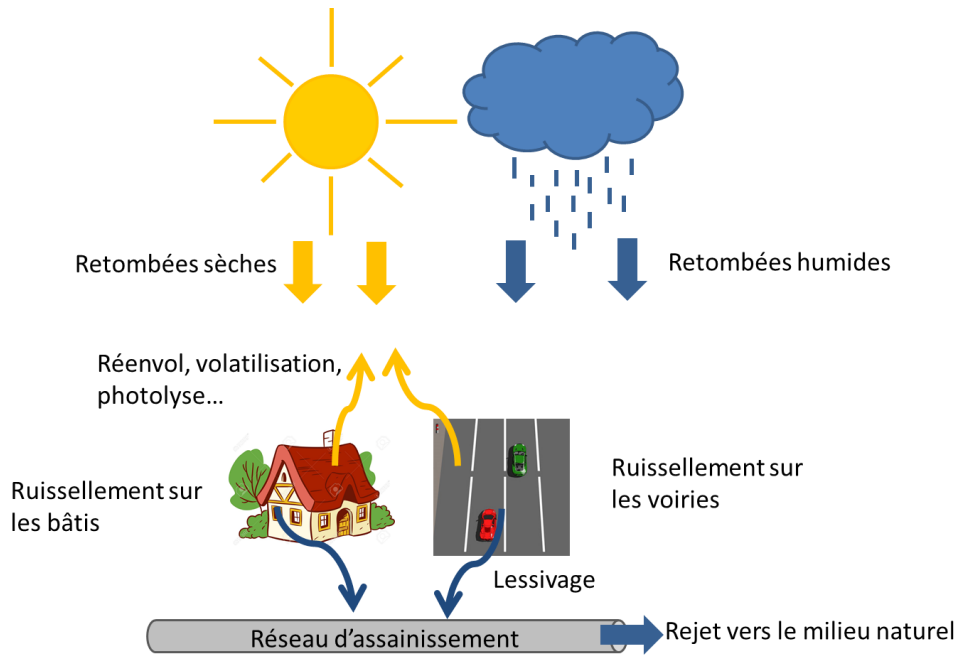 Retombées sèches
Retombées humides
Réenvol, volatilisation,
photolyse…
Ruissellement sur
les bâtis
Ruissellement sur
les voiries
Lessivage
Réseau d'assainissement
Rejet vers le milieu naturel